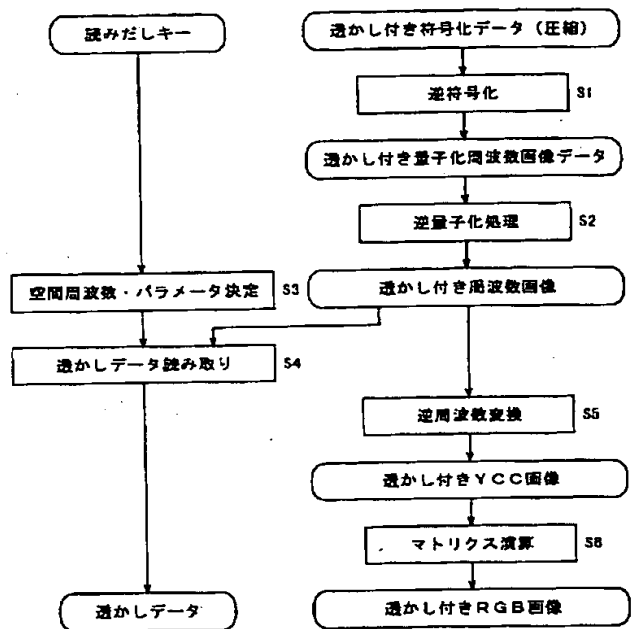 読みだしキー
透かし付き符号化データ（圧縮）
逆符号化 S1
透かし付き量子化周波数画像データ
逆量子化処理 S2
空間周波数・パラメータ決定 S3
透かし付き周波数画像
透かしデータ読み取り S4
逆周波数変換 S5
透かし付きYCC画像
マトリクス演算 S6
透かしデータ
透かし付きRGB画像